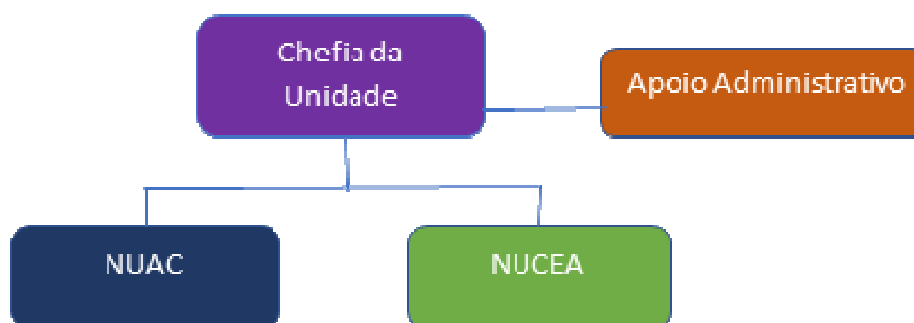 Chefia da
Unidade
Apoio Administrativo
NUAC
NUCEA